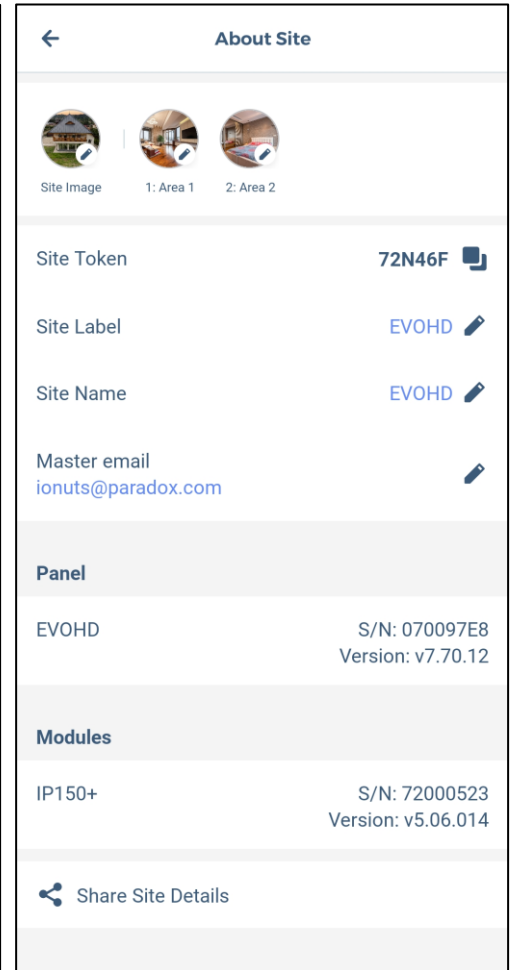 About Site
Site Image
1: Area 1
2: Area 2
Site Token
72N46F
Site Label
EVOHD
Site Name
EVOHD
Master email
ionuts@paradox.com
Panel
EVOHD
S/N: 070097E8
Version: v7.70.12
Modules
IP150+
S/N: 72000523
Version: v5.06.014
Share Site Details